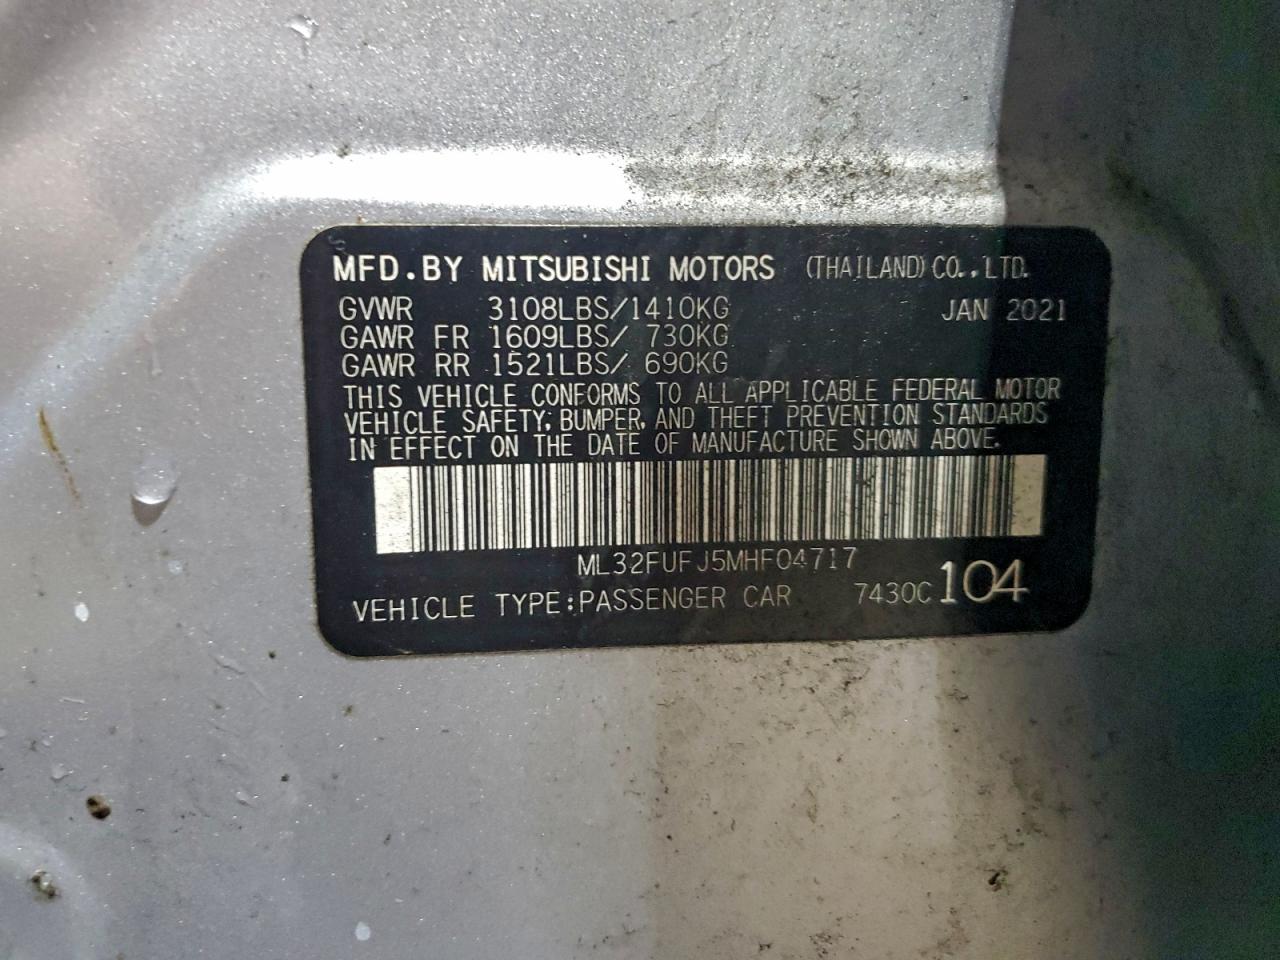 MFD.BY MITSUBISHI MOTORS (THAILAND) CO.,LTD.
GVWR 3108LBS/1410KG JAN 2021
GAWR FR 1609LBS/ 730KG
GAWR RR 1521LBS/ 690KG
THIS VEHICLE CONFORMS TO ALL APPLICABLE FEDERAL MOTOR
VEHICLE SAFETY, BUMPER, AND THEFT PREVENTION STANDARDS
IN EFFECT ON THE DATE OF MANUFACTURE SHOWN ABOVE.
ML32FUFJ5MHF04717
VEHICLE TYPE:PASSENGER CAR 7430C 104